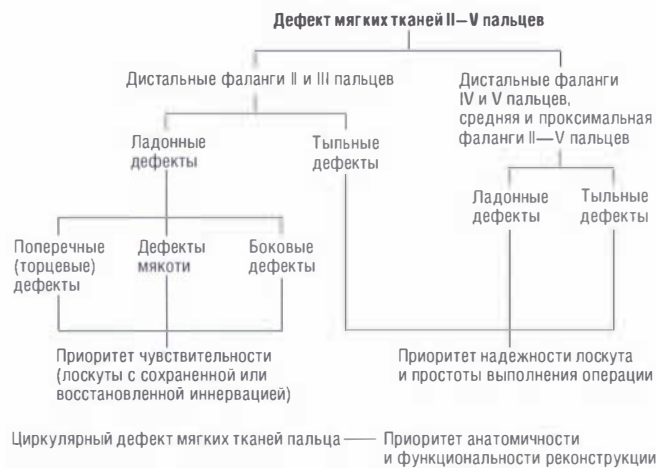 Дефект мягких тканей II—V пальцев
Дистальные фаланги II и III пальцев
Дистальные фаланги
IV и V пальцев,
средняя и проксимальная
фаланги II—V пальцев
Ладонные
дефекты
Тыльные
дефекты
Ладонные
дефекты
Тыльные
дефекты
Поперечные
(торцевые)
дефекты
Дефекты
мякоти
Боковые
дефекты
Приоритет чувствительности
(лоскуты с сохраненной или
восстановленной иннервацией)
Приоритет надежности лоскута
и простоты выполнения операции
Циркулярный дефект мягких тканей пальца — Приоритет анатомичности
и функциональности реконструкции